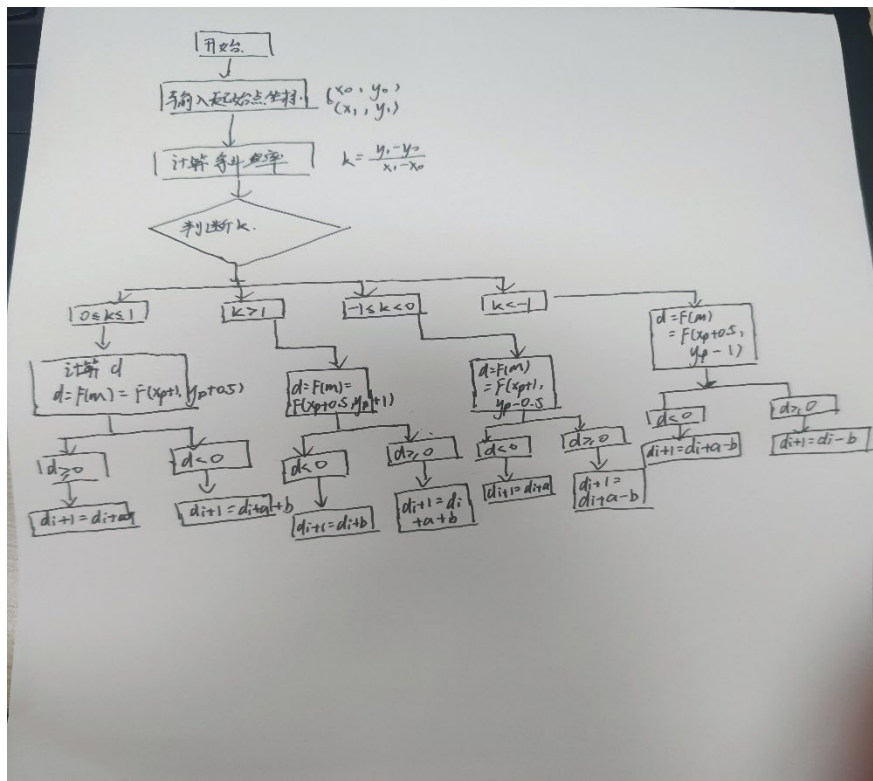 开始.
输入起始点坐标. (x₀, y₀)
(x₁, y₁)
计算斜率 k = \frac{y₁-y₀}{x₁-x₀}
判断k.
0≤k≤1
k>1
-1≤k<0
k<-1
计算 d
d=F(m) = F(xp+1, yp+0.5)
d=F(m)=
F(xp+0.5, yp+1)
d=F(m)
=F(xp+1,
yp-0.5
d=F(m)
=F(xp+0.5,
yp-1)
d≥0
d<0
d<0
d≥0
d<0
d≥0
d<0
d≥0
di+1=di+a
di+1=di+a+b
di+1=di+b
di+1=di
+a+b
di+1=di+a
di+1=
di+a-b
di+1=di+a-b
di+1=di-b